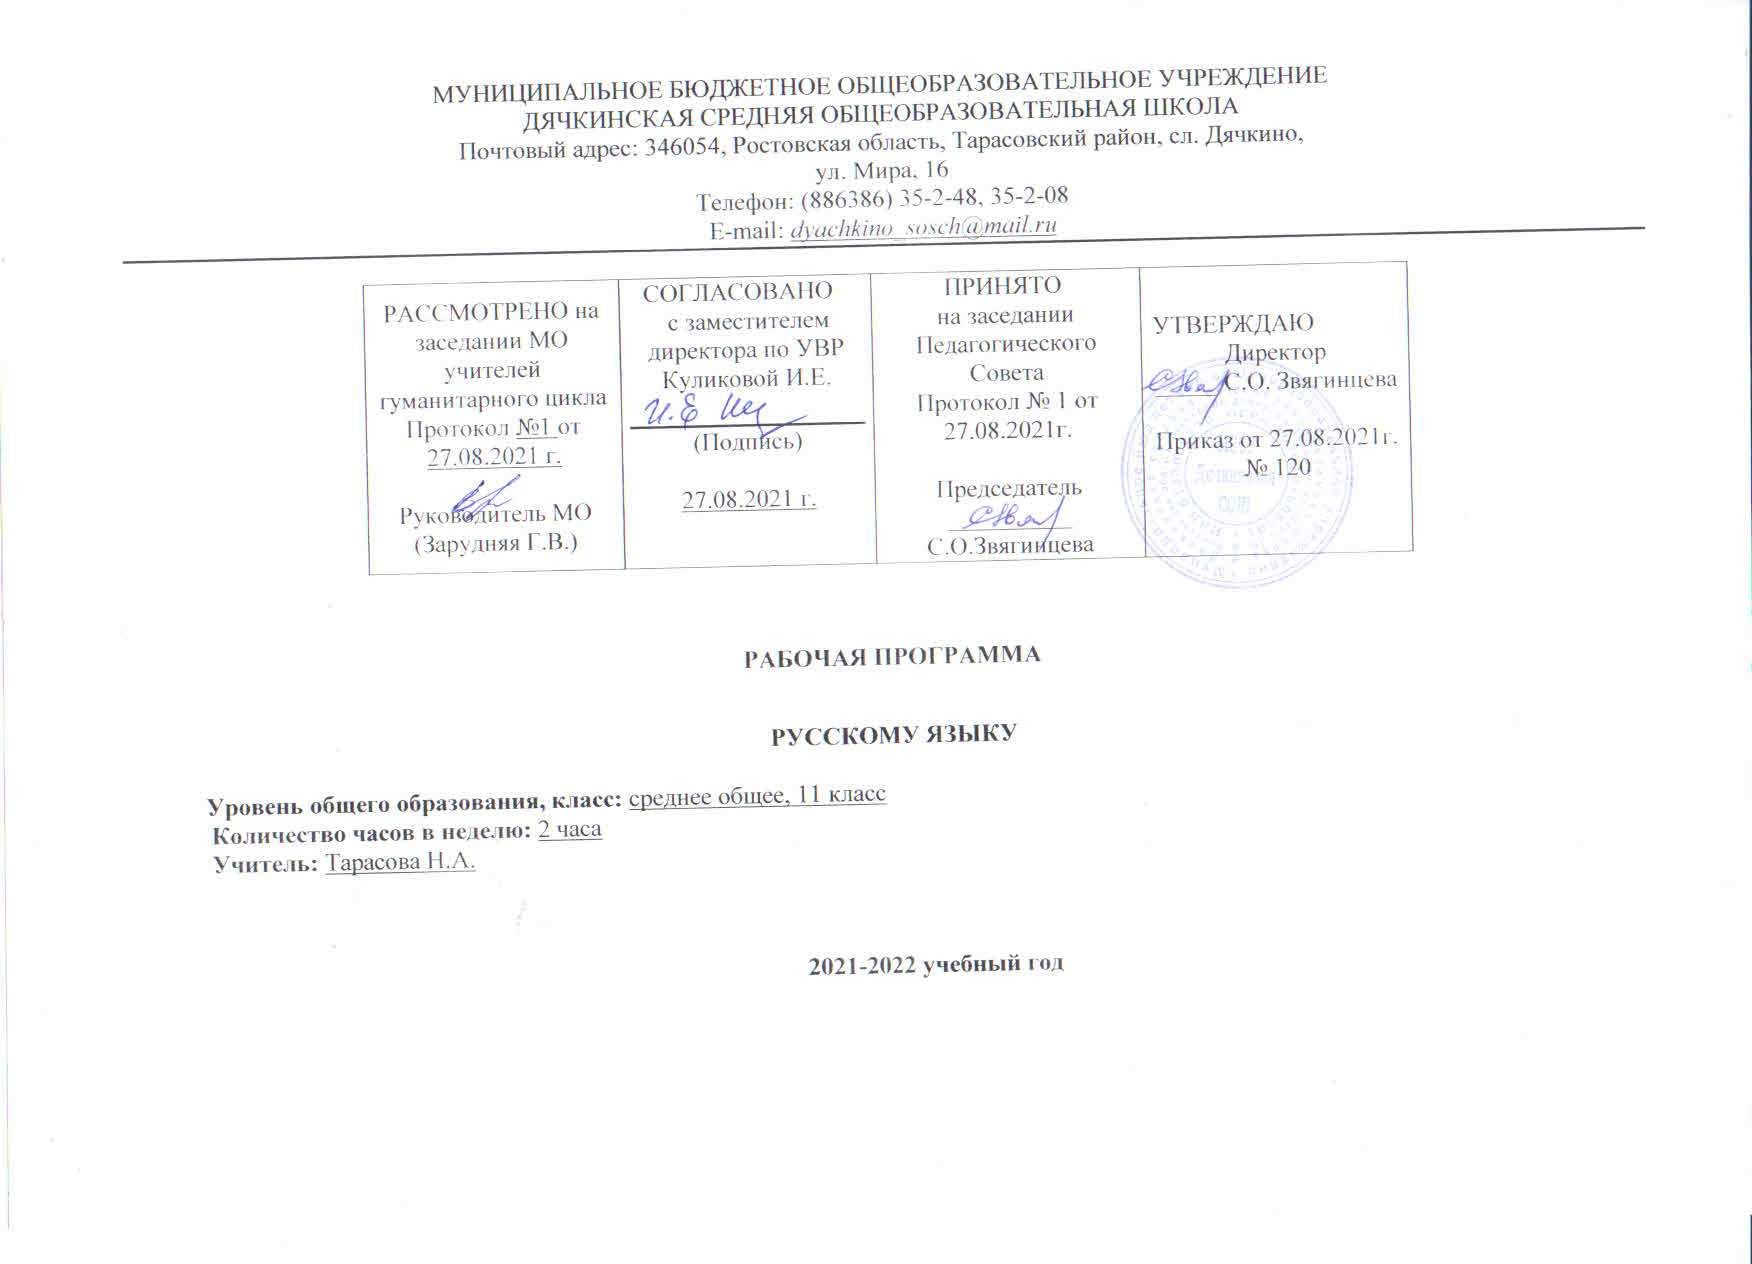 МУНИЦИПАЛЬНОЕ БЮДЖЕТНОЕ ОБЩЕОБРАЗОВАТЕЛЬНОЕ УЧРЕЖДЕНИЕ
ДЯЧКИНСКАЯ СРЕДНЯЯ ОБЩЕОБРАЗОВАТЕЛЬНАЯ ШКОЛА
Почтовый адрес: 346054, Ростовская область, Тарасовский район, сл. Дячкино,
ул. Мира, 16
Телефон: (886386) 35-2-48, 35-2-08
E-mail: dyachkino_sosch@mail.ru
РАССМОТРЕНО на
заседании МО
учителей
гуманитарного цикла
Протокол №1 от
27.08.2021 г.
Руководитель МО
(Зарудняя Г.В.)
СОГЛАСОВАНО
с заместителем
директора по УВР
Куликовой И.Е.
(Подпись)
27.08.2021 г.
ПРИНЯТО
на заседании
Педагогического
Совета
Протокол № 1 от
27.08.2021г.
Председатель
С.О.Звягинцева
УТВЕРЖДАЮ
Директор
С.О. Звягинцева
Приказ от 27.08.2021г.
№ 120
РАБОЧАЯ ПРОГРАММА
РУССКОМУ ЯЗЫКУ
Уровень общего образования, класс: среднее общее, 11 класс
Количество часов в неделю: 2 часа
Учитель: Тарасова Н.А.
2021-2022 учебный год